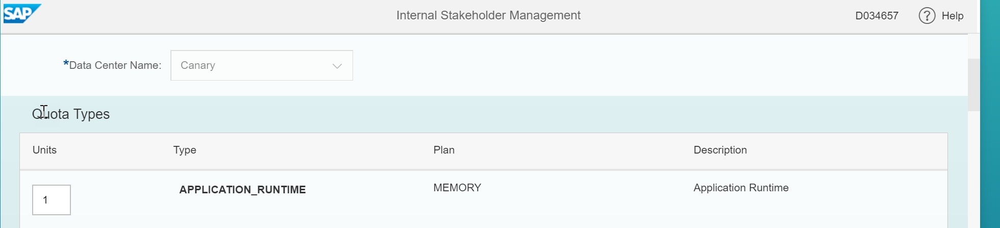 SAP Internal Stakeholder Management D034657 ? Help
*Data Center Name: Canary
Quota Types
Units Type Plan Description
1 APPLICATION_RUNTIME MEMORY Application Runtime